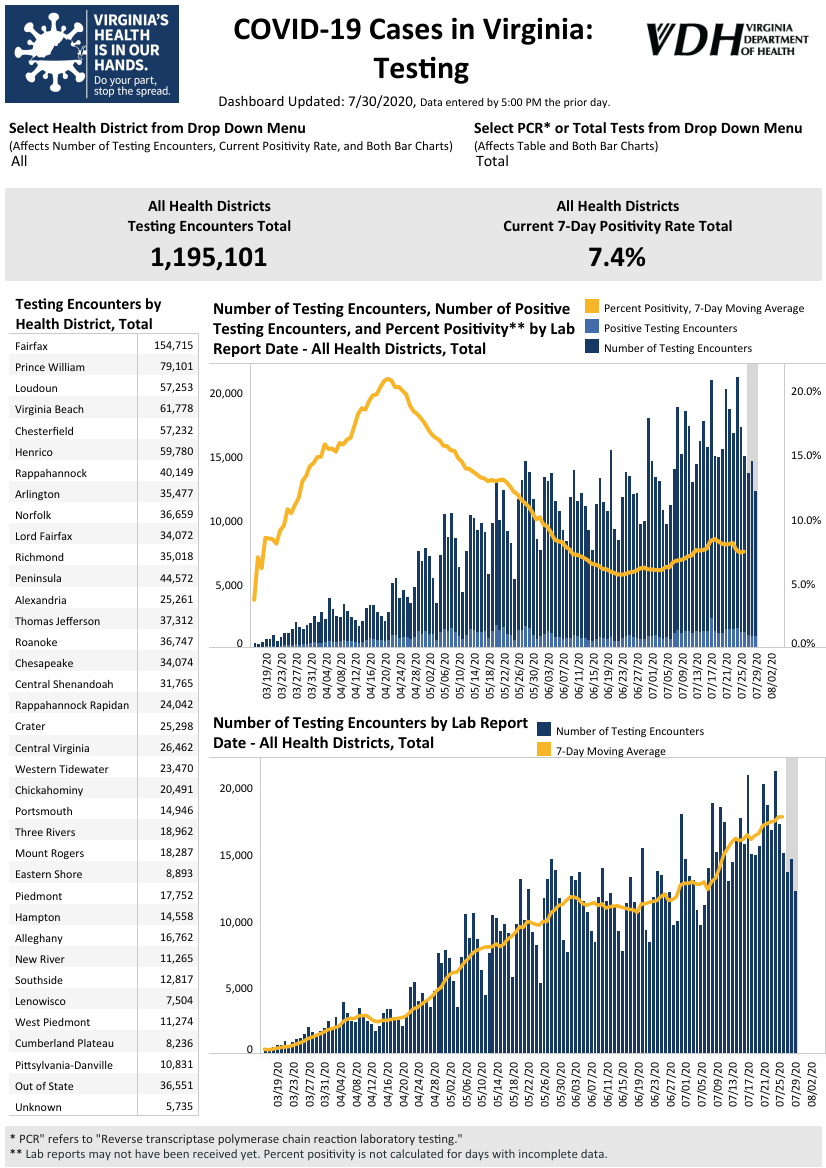 VIRGINIA'S
HEALTH
IS IN OUR
HANDS.
Do your part,
stop the spread.
COVID-19 Cases in Virginia:
Testing
VDH VIRGINIA
DEPARTMENT
OF HEALTH
Dashboard Updated: 7/30/2020, Data entered by 5:00 PM the prior day.
Select Health District from Drop Down Menu
(Affects Number of Testing Encounters, Current Positivity Rate, and Both Bar Charts)
All
Select PCR* or Total Tests from Drop Down Menu
(Affects Table and Both Bar Charts)
Total
All Health Districts
Testing Encounters Total
1,195,101
All Health Districts
Current 7-Day Positivity Rate Total
7.4%
Testing Encounters by
Health District, Total
Fairfax 154,715
Prince William 79,101
Loudoun 57,253
Virginia Beach 61,778
Chesterfield 57,232
Henrico 59,780
Rappahannock 40,149
Arlington 35,477
Norfolk 36,659
Lord Fairfax 34,072
Richmond 35,018
Peninsula 44,572
Alexandria 25,261
Thomas Jefferson 37,312
Roanoke 36,747
Chesapeake 34,074
Central Shenandoah 31,765
Rappahannock Rapidan 24,042
Crater 25,298
Central Virginia 26,462
Western Tidewater 23,470
Chickahominy 20,491
Portsmouth 14,946
Three Rivers 18,962
Mount Rogers 18,287
Eastern Shore 8,893
Piedmont 17,752
Hampton 14,558
Alleghany 16,762
New River 11,265
Southside 12,817
Lenowisco 7,504
West Piedmont 11,274
Cumberland Plateau 8,236
Pittsylvania-Danville 10,831
Out of State 36,551
Unknown 5,735
Number of Testing Encounters, Number of Positive
Testing Encounters, and Percent Positivity** by Lab
Report Date - All Health Districts, Total
Percent Positivity, 7-Day Moving Average
Positive Testing Encounters
Number of Testing Encounters
20,000
15,000
10,000
5,000
0
20.0%
15.0%
10.0%
5.0%
0.0%
03/19/20
03/23/20
03/27/20
03/31/20
04/04/20
04/08/20
04/12/20
04/16/20
04/20/20
04/24/20
04/28/20
05/02/20
05/06/20
05/10/20
05/14/20
05/18/20
05/22/20
05/26/20
05/30/20
06/03/20
06/07/20
06/11/20
06/15/20
06/19/20
06/23/20
06/27/20
07/01/20
07/05/20
07/09/20
07/13/20
07/17/20
07/21/20
07/25/20
07/29/20
08/02/20
Number of Testing Encounters by Lab Report
Date - All Health Districts, Total
Number of Testing Encounters
7-Day Moving Average
20,000
15,000
10,000
5,000
0
03/19/20
03/23/20
03/27/20
03/31/20
04/04/20
04/08/20
04/12/20
04/16/20
04/20/20
04/24/20
04/28/20
05/02/20
05/06/20
05/10/20
05/14/20
05/18/20
05/22/20
05/26/20
05/30/20
06/03/20
06/07/20
06/11/20
06/15/20
06/19/20
06/23/20
06/27/20
07/01/20
07/05/20
07/09/20
07/13/20
07/17/20
07/21/20
07/25/20
07/29/20
08/02/20
* PCR" refers to "Reverse transcriptase polymerase chain reaction laboratory testing."
** Lab reports may not have been received yet. Percent positivity is not calculated for days with incomplete data.